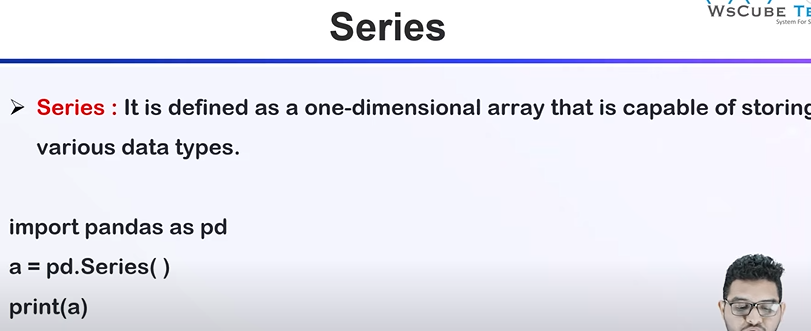 Series
WSCUBE
System For
➢ Series : It is defined as a one-dimensional array that is capable of storing
various data types.
import pandas as pd
a = pd.Series( )
print(a)